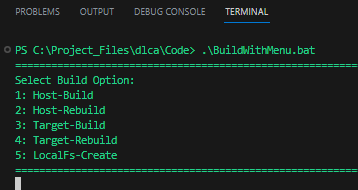 PROBLEMS OUTPUT DEBUG CONSOLE TERMINAL
PS C:\Project_Files\dlca\Code> .\BuildWithMenu.bat
=====================================================
Select Build Option:
1: Host-Build
2: Host-Rebuild
3: Target-Build
4: Target-Rebuild
5: LocalFs-Create
=====================================================